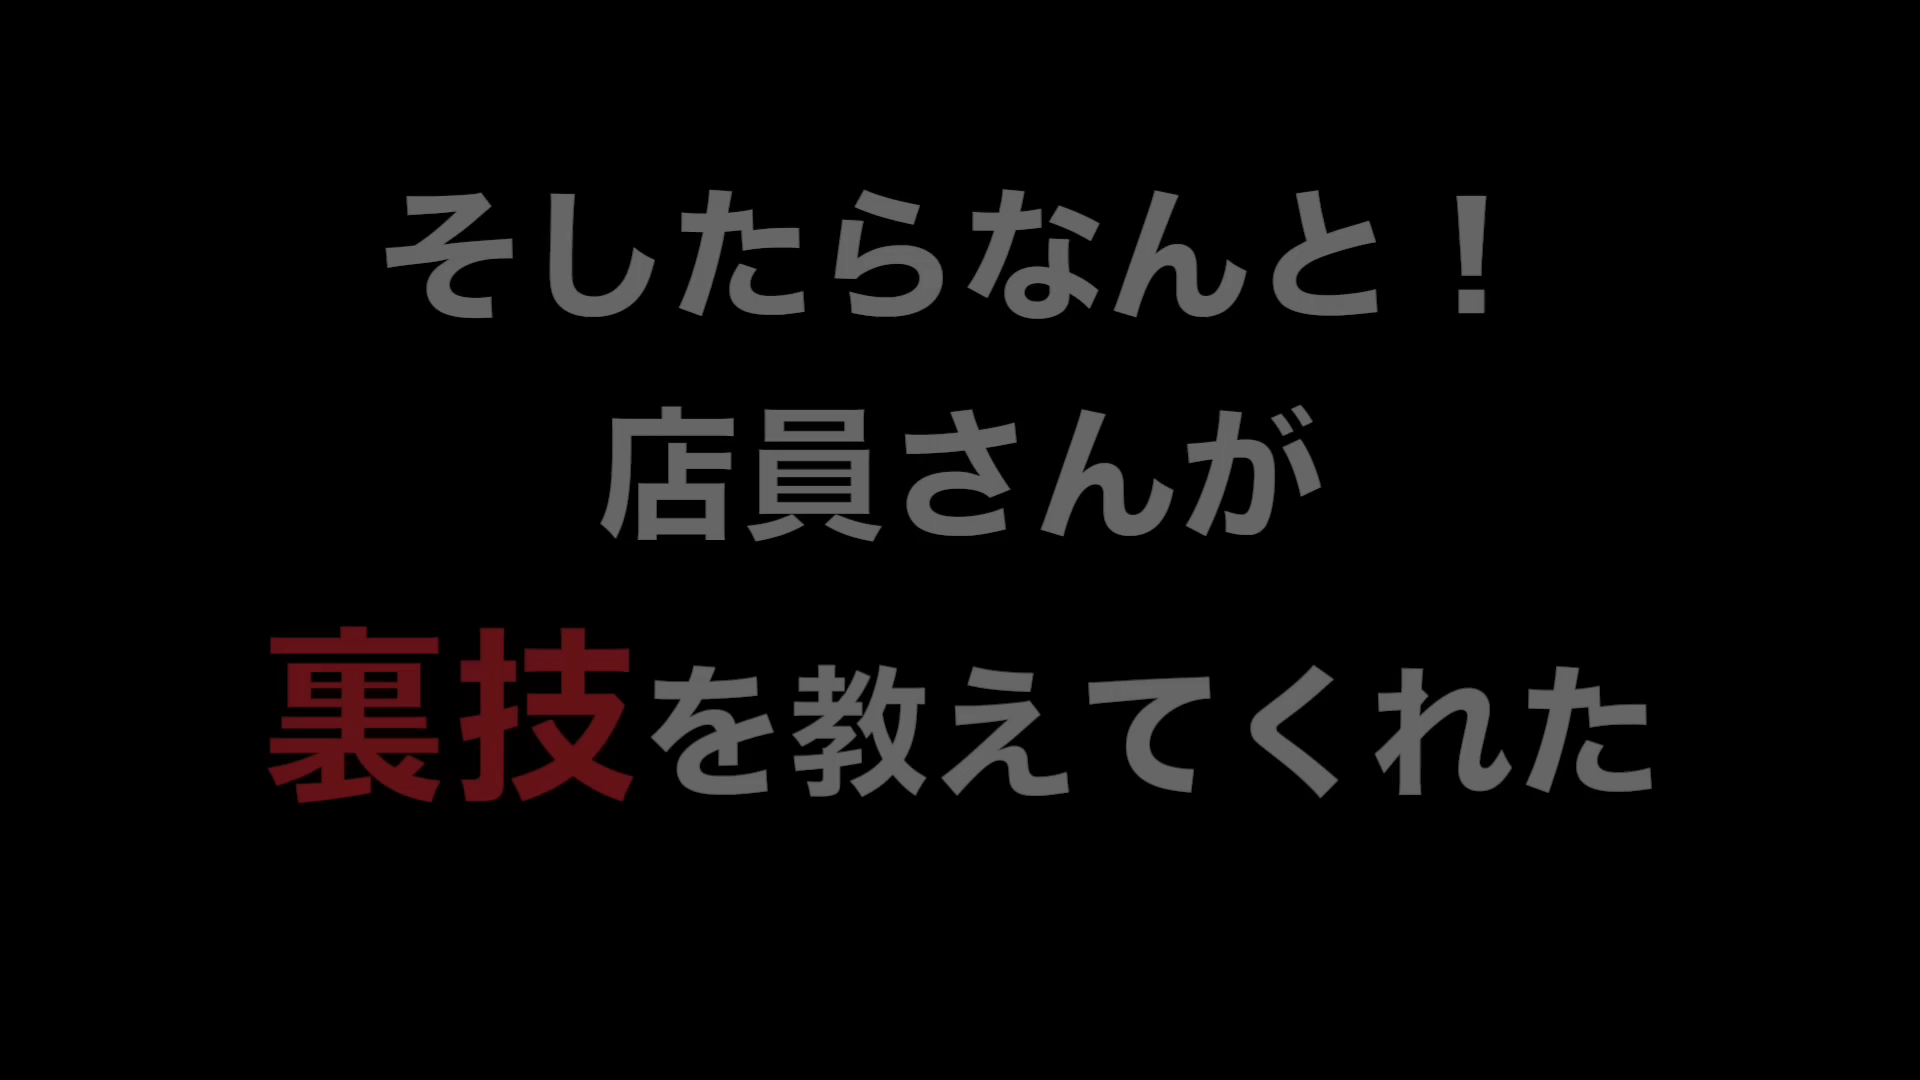 そしたらなんと！
店員さんが
裏技を教えてくれた